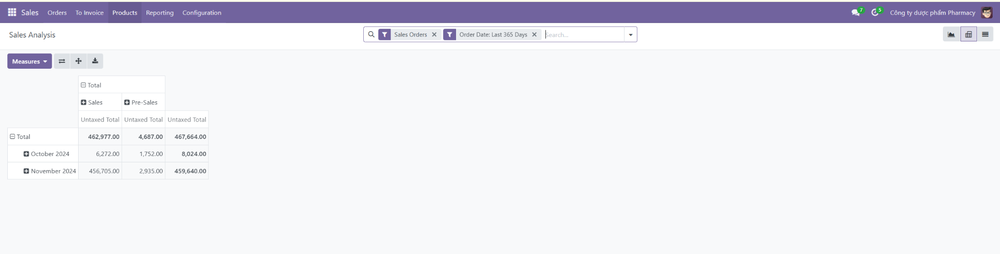 Sales Orders To Invoice Products Reporting Configuration 7 5 Công ty dược phẩm Pharmacy
Sales Analysis Sales Orders Order Date: Last 365 Days Search...
Measures
Total
Sales Pre-Sales
Untaxed Total Untaxed Total Untaxed Total
Total 462,977.00 4,687.00 467,664.00
October 2024 6,272.00 1,752.00 8,024.00
November 2024 456,705.00 2,935.00 459,640.00